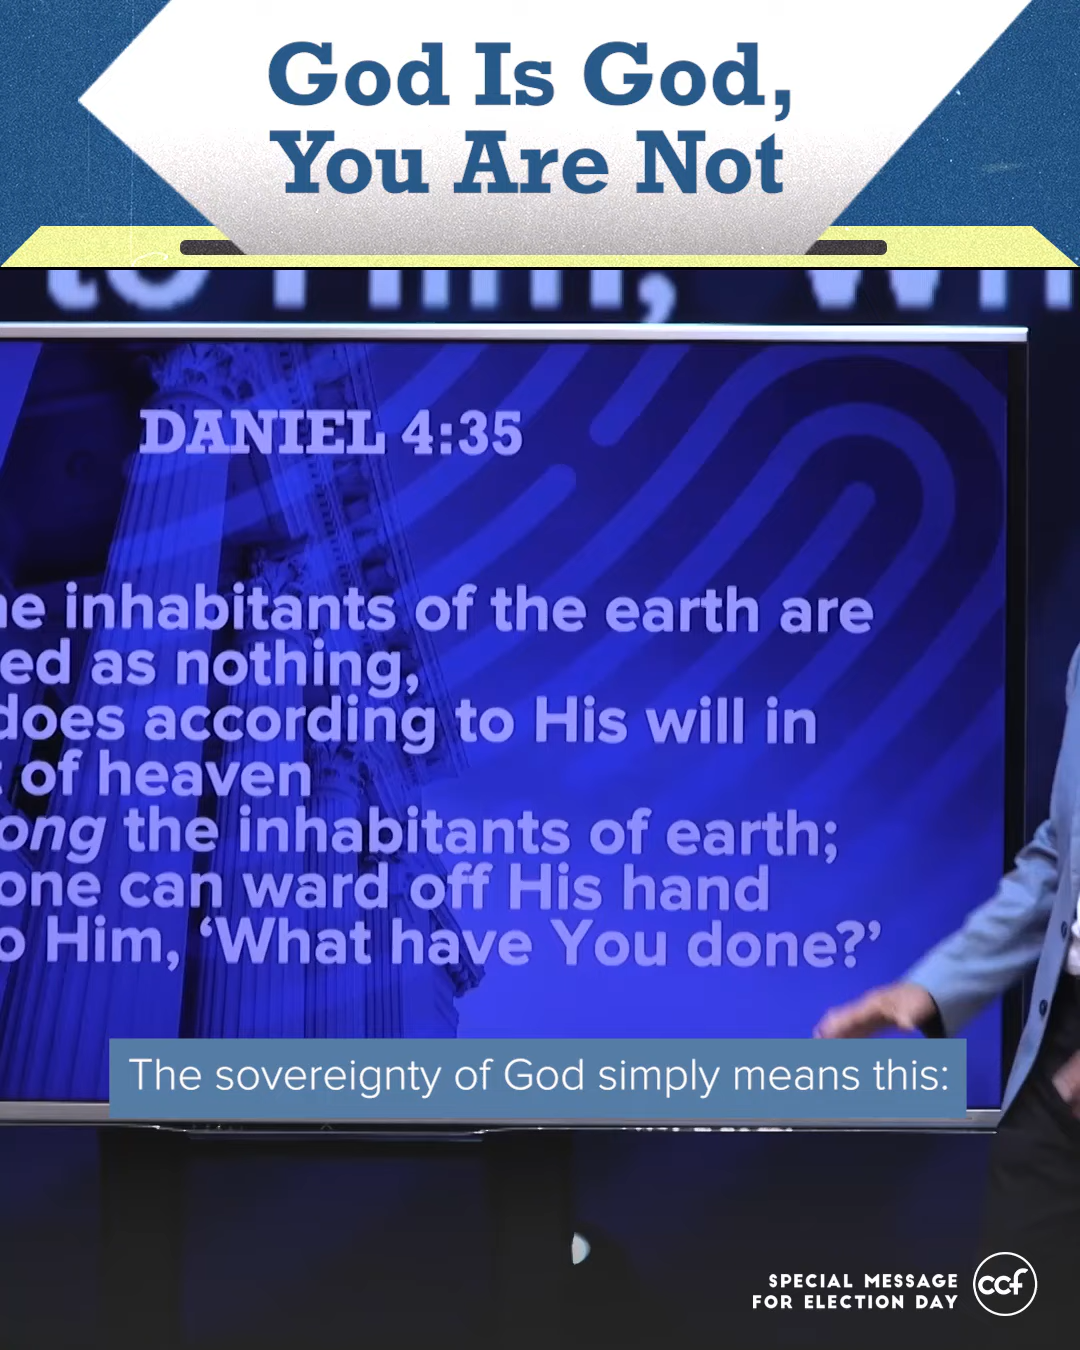 God Is God,
You Are Not
to Him,
DANIEL 4:35
inhabitants of the earth are
as nothing,
does according to His will in
of heaven
the inhabitants of earth;
one can ward off His hand
Him, ‘What have You done?’
The sovereignty of God simply means this:
SPECIAL MESSAGE
FOR ELECTION DAY
ccf